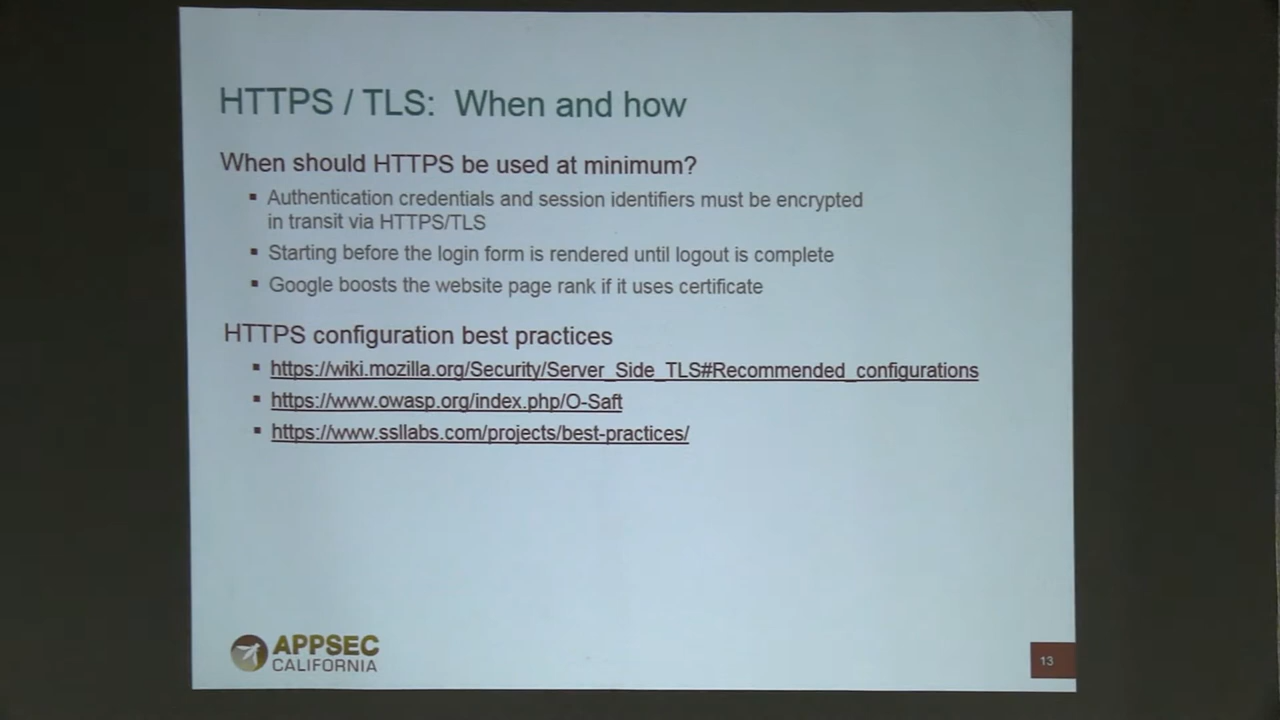 HTTPS / TLS: When and how
When should HTTPS be used at minimum?
▪ Authentication credentials and session identifiers must be encrypted
in transit via HTTPS/TLS
▪ Starting before the login form is rendered until logout is complete
▪ Google boosts the website page rank if it uses certificate
HTTPS configuration best practices
▪ https://wiki.mozilla.org/Security/Server_Side_TLS#Recommended_configurations
▪ https://www.owasp.org/index.php/O-Saft
▪ https://www.ssllabs.com/projects/best-practices/
APPSEC
CALIFORNIA
13